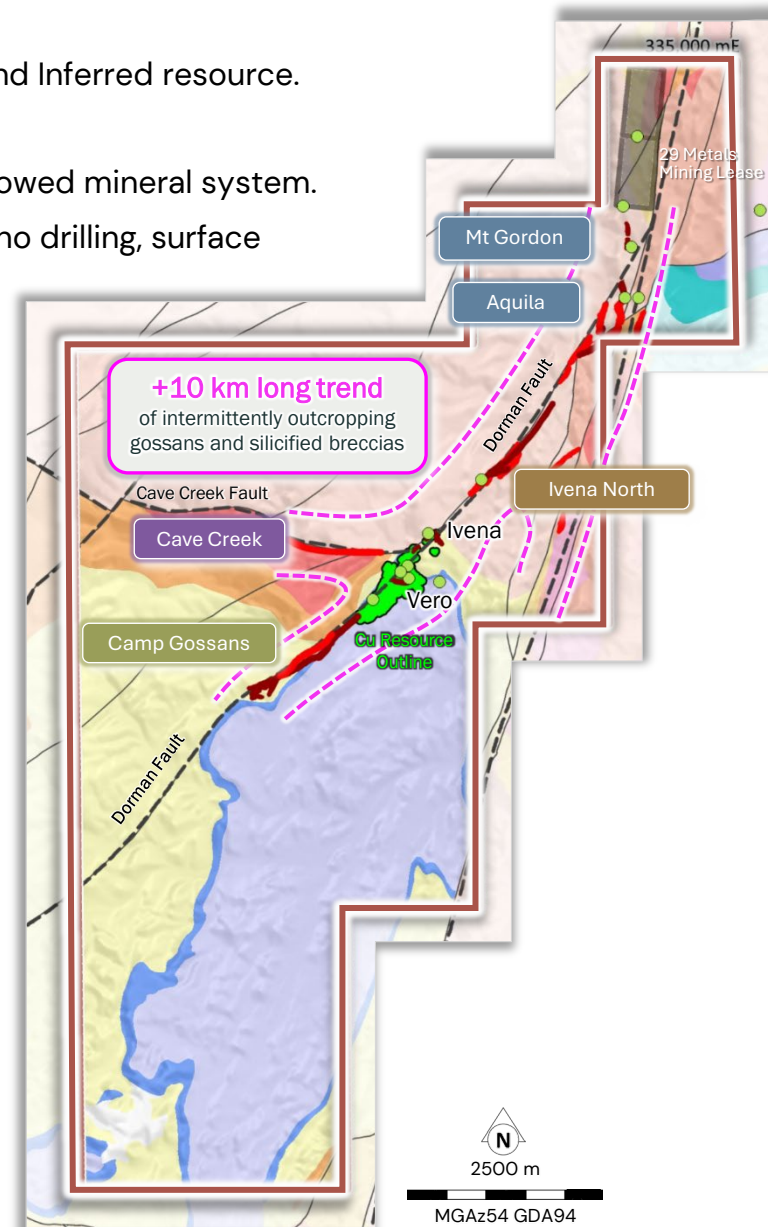 335,000 mE
nd Inferred resource.
owed mineral system.
no drilling, surface
29 Metals
Mining Lease
Mt Gordon
Aquila
Dorman Fault
+10 km long trend
of intermittently outcropping
gossans and silicified breccias
Cave Creek Fault
Ivena North
Cave Creek
Ivena
Vero
Camp Gossans
Cu Resource
Outline
Dorman Fault
N
2500 m
MGAz54 GDA94